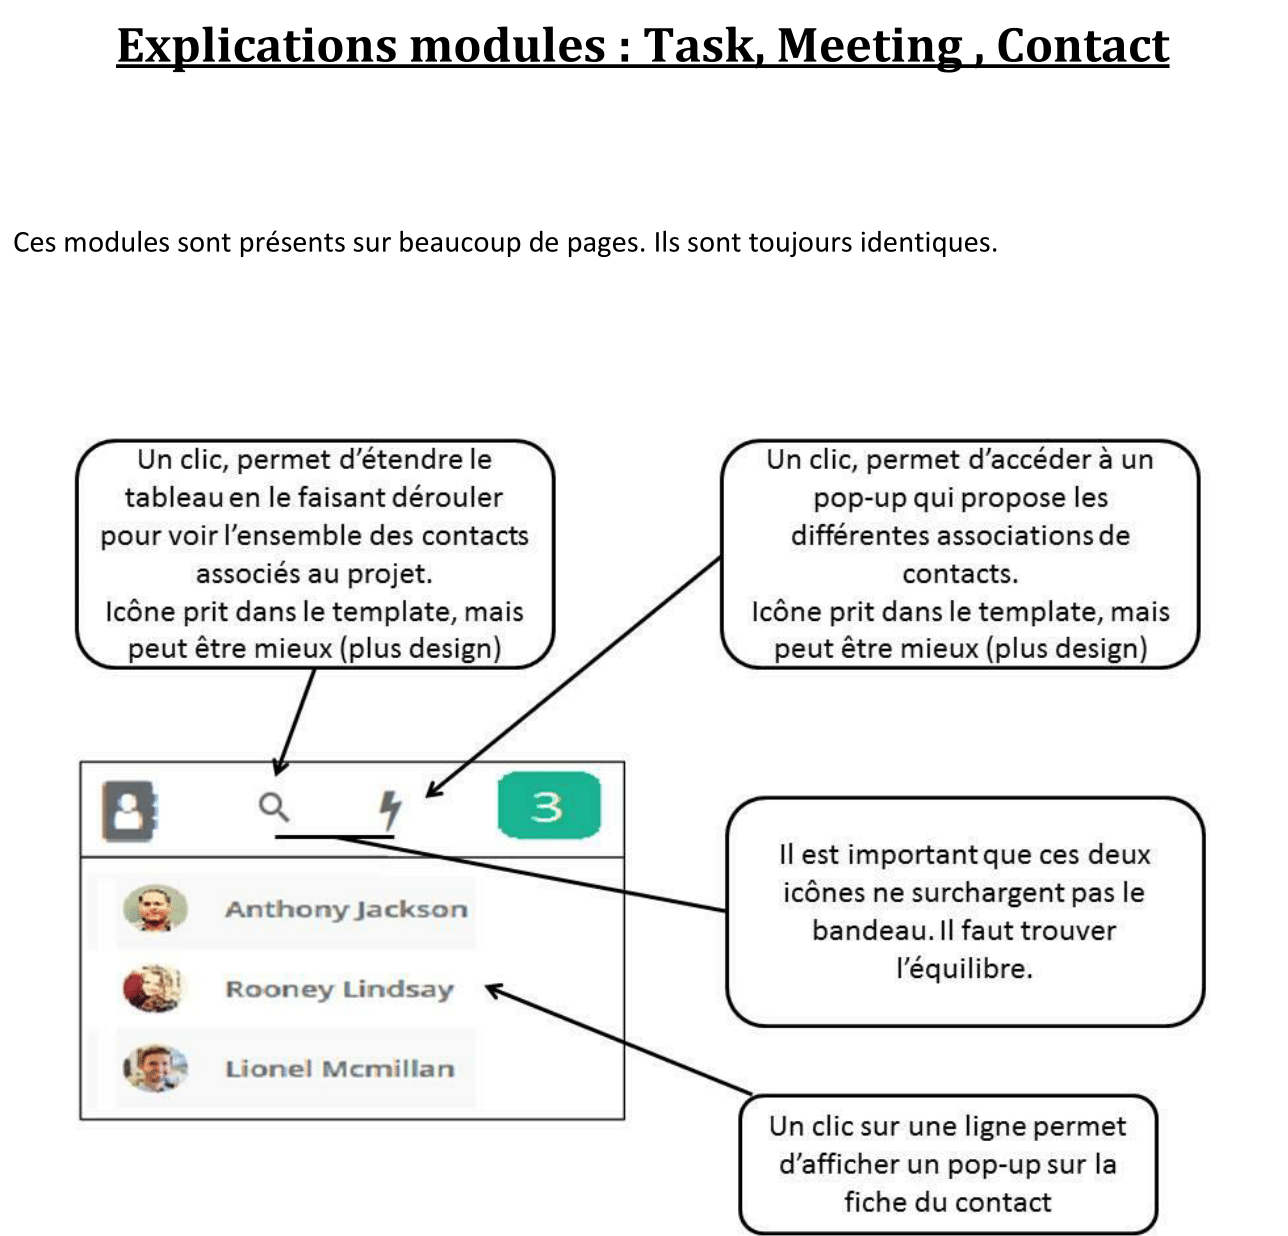 Explications modules : Task, Meeting , Contact
Ces modules sont présents sur beaucoup de pages. Ils sont toujours identiques.
Un clic, permet d’étendre le
tableau en le faisant dérouler
pour voir l’ensemble des contacts
associés au projet.
Icône prit dans le template, mais
peut être mieux (plus design)
Un clic, permet d’accéder à un
pop-up qui propose les
différentes associations de
contacts.
Icône prit dans le template, mais
peut être mieux (plus design)
3
Anthony Jackson
Rooney Lindsay
Lionel Mcmillan
Il est important que ces deux
icônes ne surchargent pas le
bandeau. Il faut trouver
l’équilibre.
Un clic sur une ligne permet
d’afficher un pop-up sur la
fiche du contact